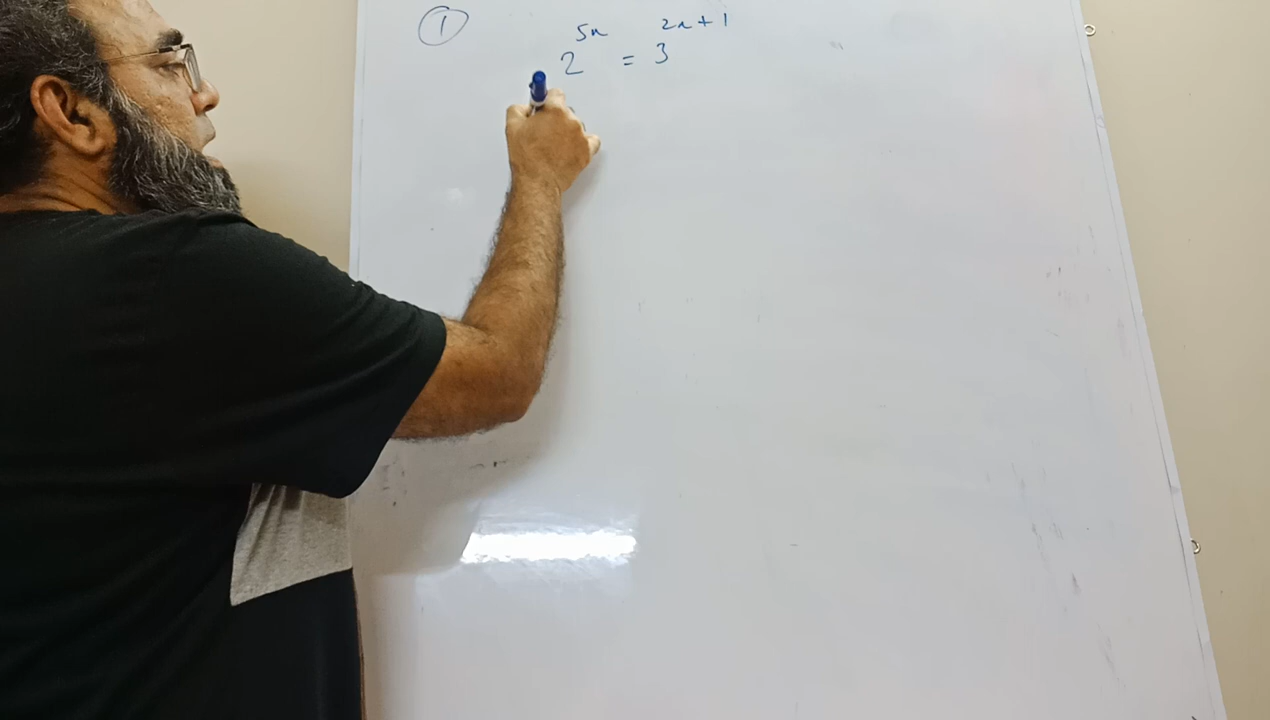 ① 2^{5x} = 3^{2x+1}